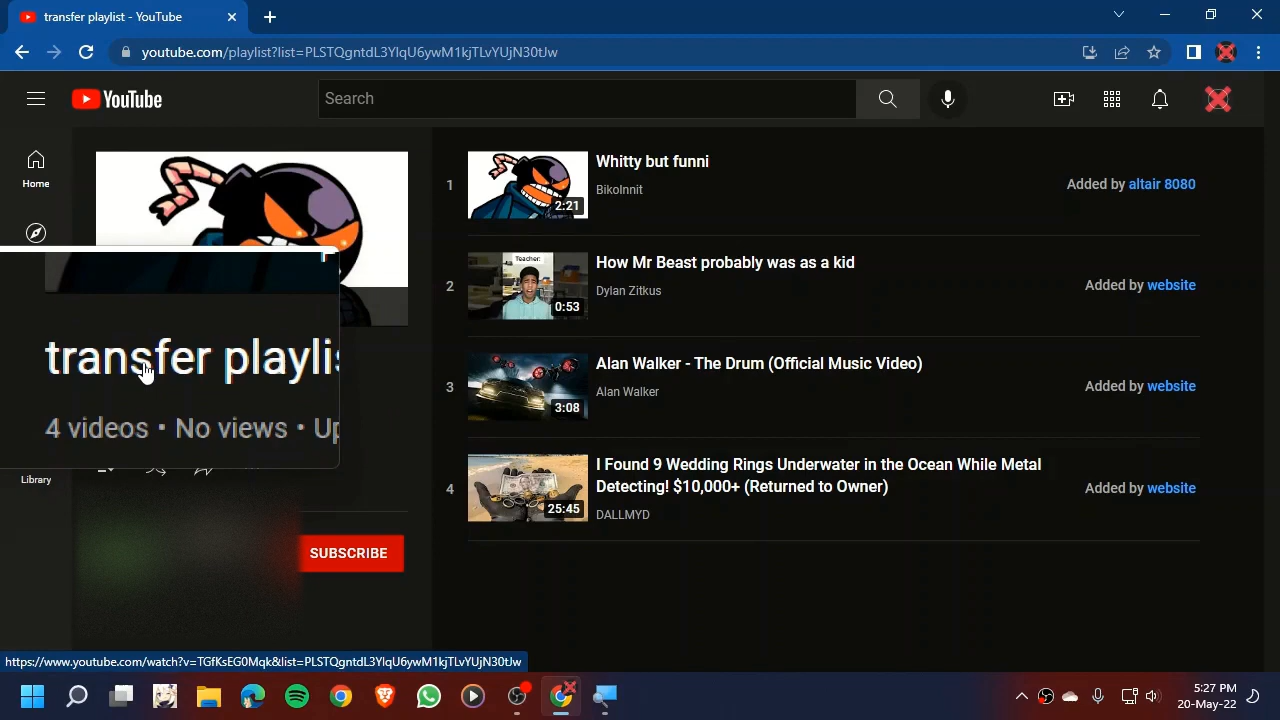 transfer playlist - YouTube
youtube.com/playlist?list=PLSTQgntdL3YlqU6ywM1kjTLvYUjN30tJw
YouTube
Search
Home
transfer playlis
4 videos • No views • Up
Library
SUBSCRIBE
1
2:21
Whitty but funni
BikoInnit
Added by altair 8080
2
Teacher:
0:53
How Mr Beast probably was as a kid
Dylan Zitkus
Added by website
3
3:08
Alan Walker - The Drum (Official Music Video)
Alan Walker
Added by website
4
25:45
I Found 9 Wedding Rings Underwater in the Ocean While Metal
Detecting! $10,000+ (Returned to Owner)
DALLMYD
Added by website
https://www.youtube.com/watch?v=TGfKsEG0Mqk&list=PLSTQgntdL3YlqU6ywM1kjTLvYUjN30tJw
5:27 PM
20-May-22